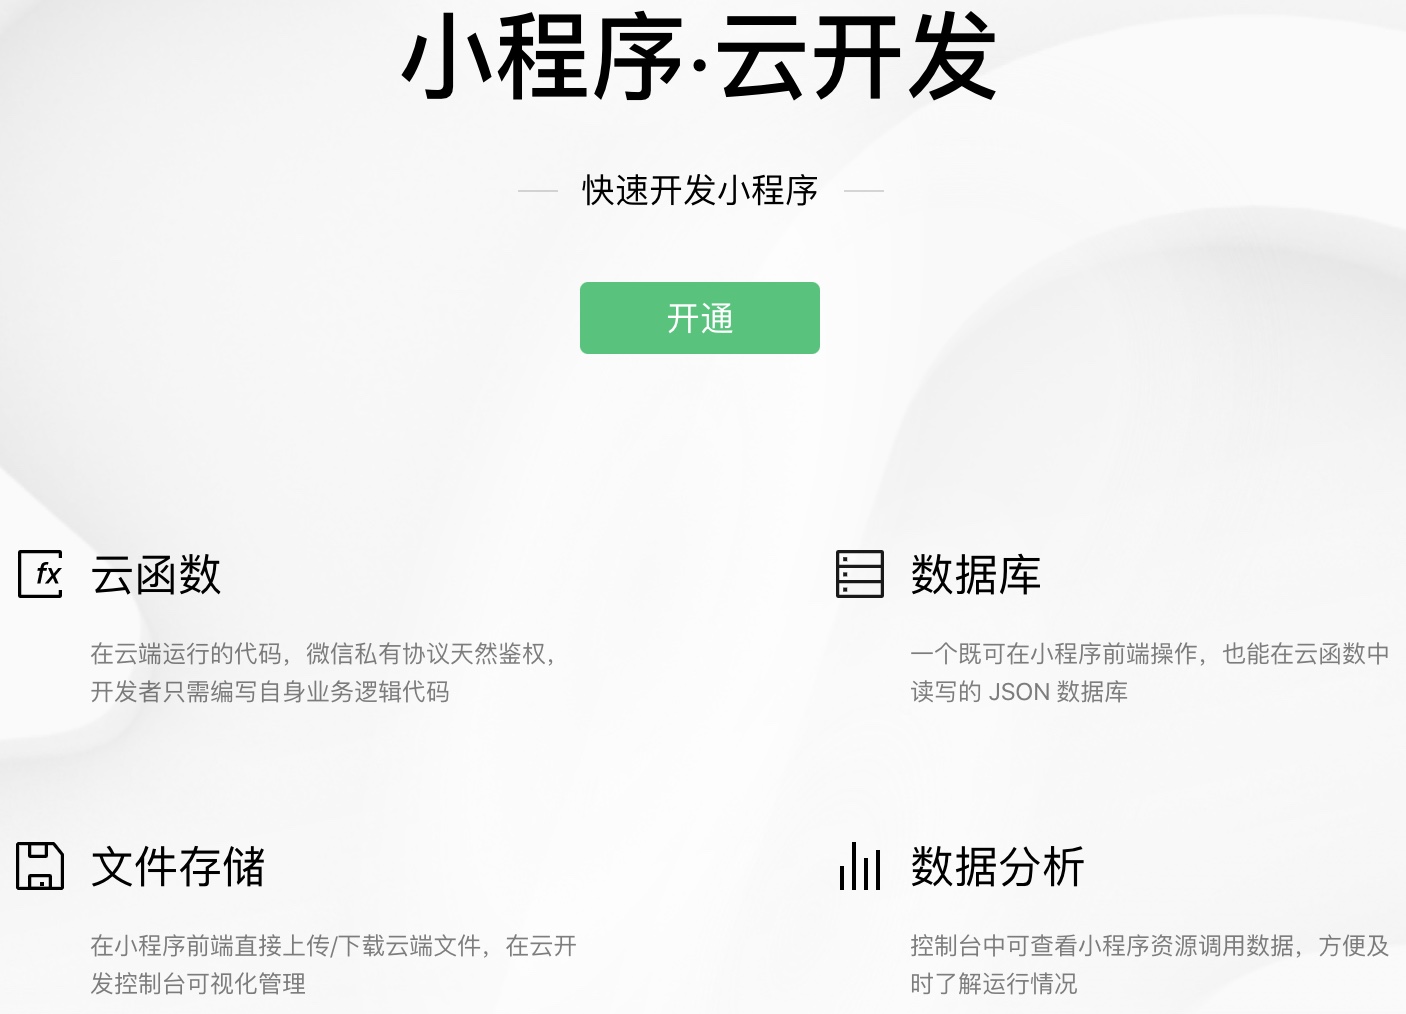 小程序·云开发
快速开发小程序
开通
fx 云函数
在云端运行的代码，微信私有协议天然鉴权，
开发者只需编写自身业务逻辑代码
数据库
一个既可在小程序前端操作，也能在云函数中
读写的 JSON 数据库
文件存储
在小程序前端直接上传/下载云端文件，在云开
发控制台可视化管理
数据分析
控制台中可查看小程序资源调用数据，方便及
时了解运行情况